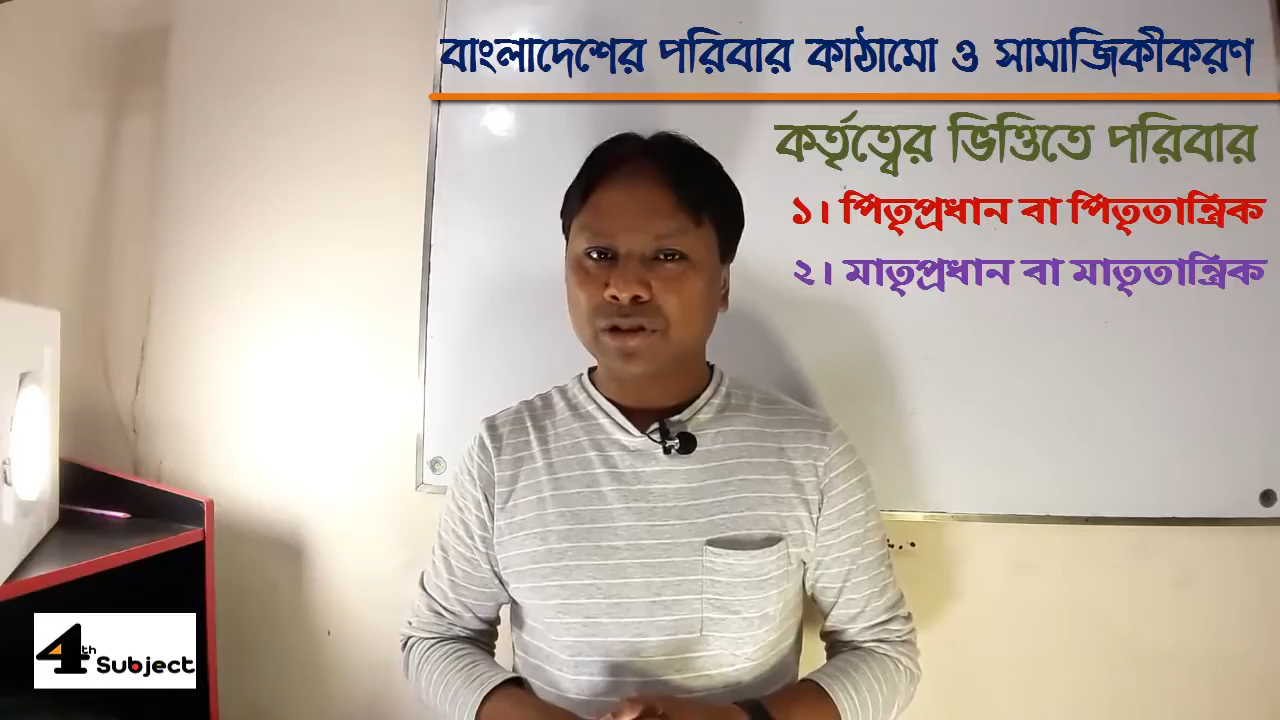 বাংলাদেশের পরিবার কাঠামো ও সামাজিকীকরণ
কর্তৃত্বের ভিত্তিতে পরিবার
১। পিতৃপ্রধান বা পিতৃতান্ত্রিক
২। মাতৃপ্রধান বা মাতৃতান্ত্রিক
4th Subject